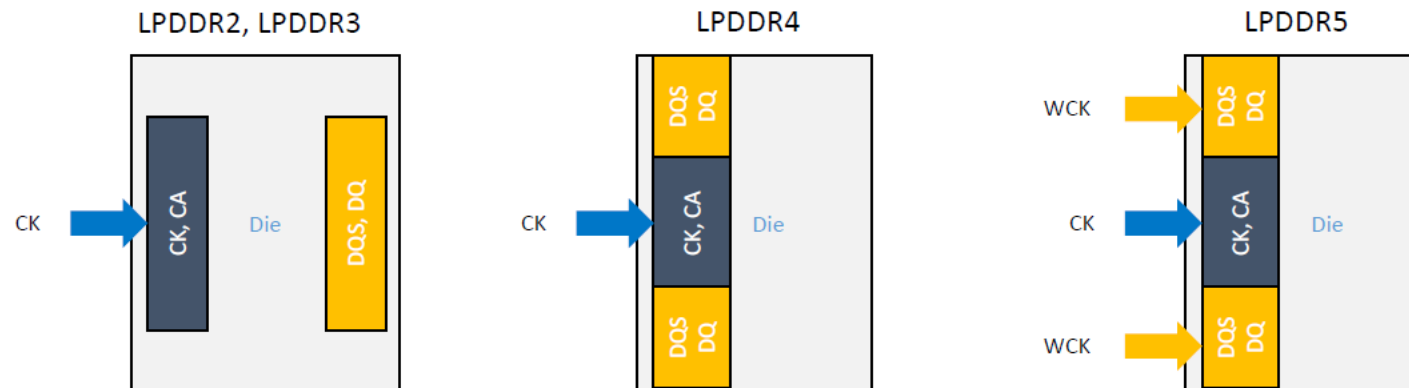 LPDDR2, LPDDR3
CK
CK, CA
Die
DQS, DQ
LPDDR4
CK
DQS
DQ
CK, CA
DQS
DQ
Die
LPDDR5
WCK
CK
WCK
DQS
DQ
CK, CA
DQS
DQ
Die